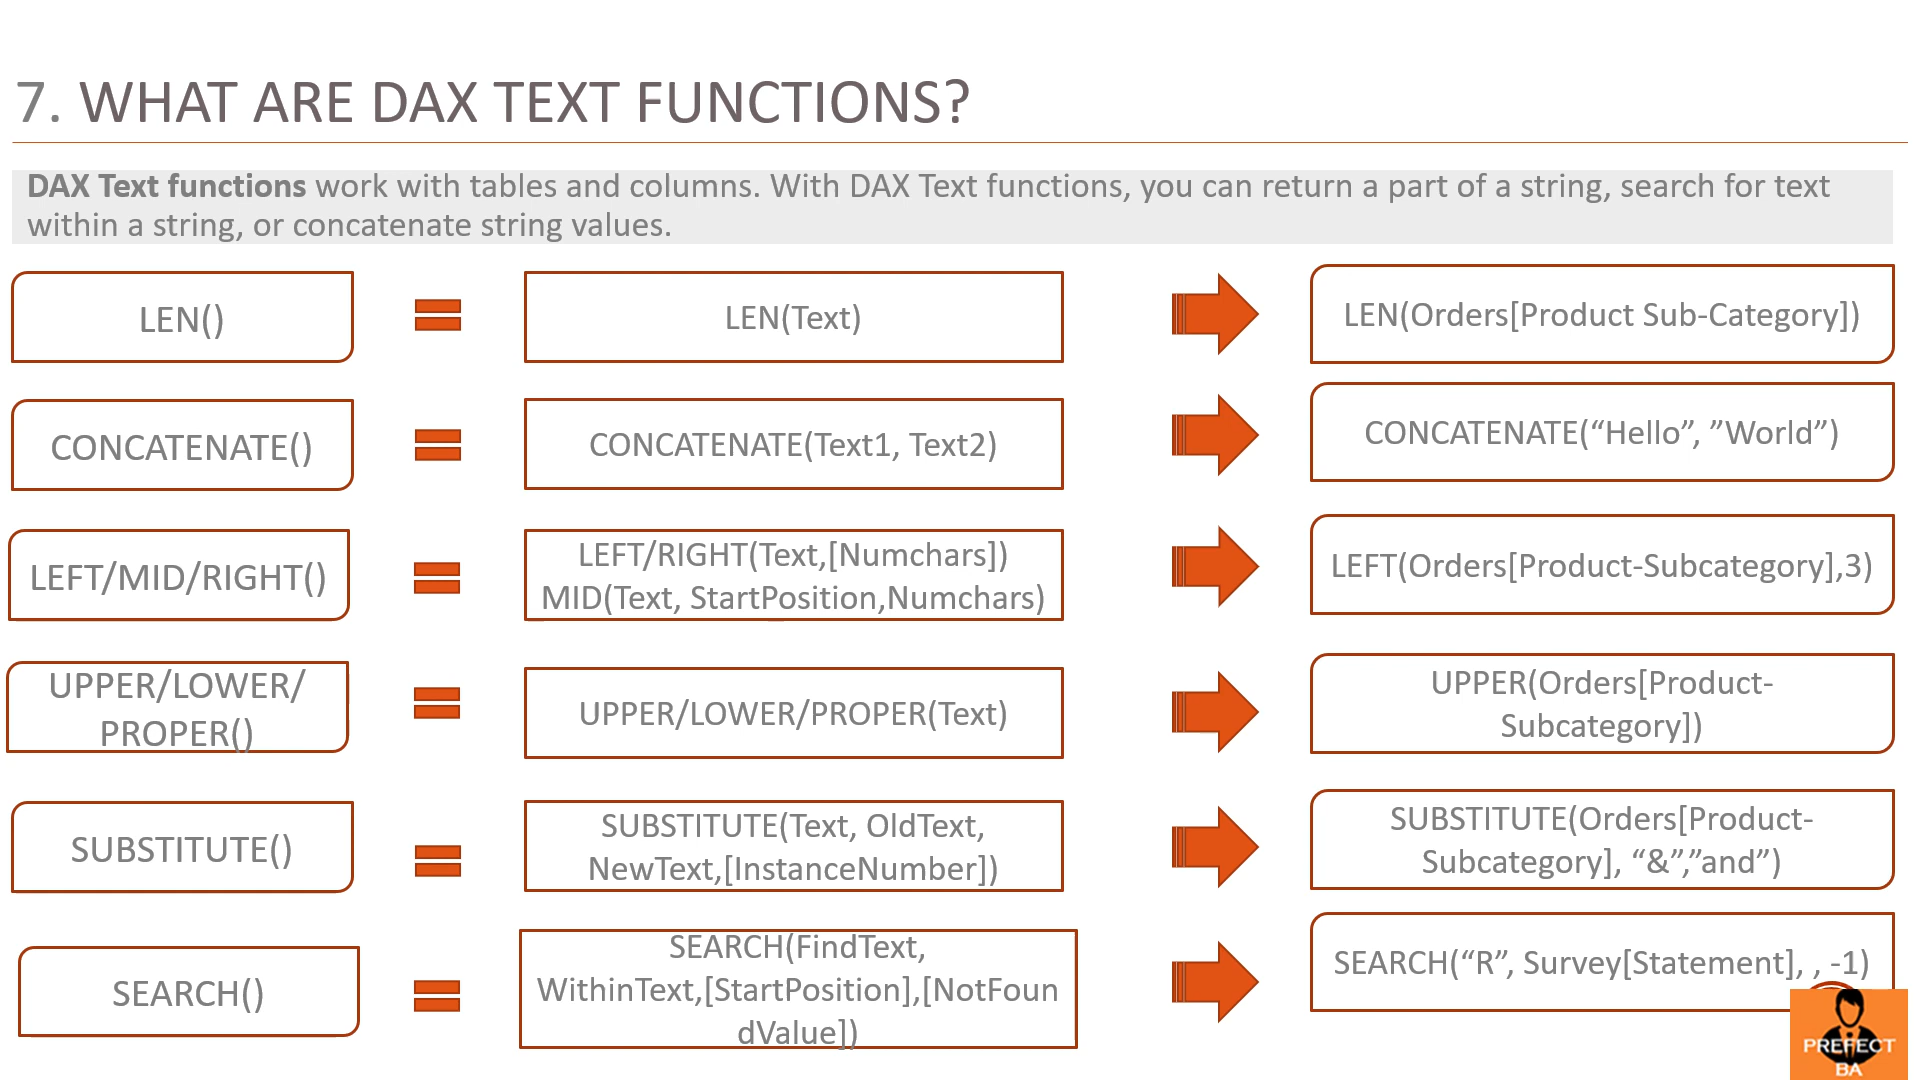 7. WHAT ARE DAX TEXT FUNCTIONS?
DAX Text functions work with tables and columns. With DAX Text functions, you can return a part of a string, search for text
within a string, or concatenate string values.
LEN()
LEN(Text)
LEN(Orders[Product Sub-Category])
CONCATENATE()
CONCATENATE(Text1, Text2)
CONCATENATE(“Hello”, ”World”)
LEFT/MID/RIGHT()
LEFT/RIGHT(Text,[Numchars])
MID(Text, StartPosition,Numchars)
LEFT(Orders[Product-Subcategory],3)
UPPER/LOWER/
PROPER()
UPPER/LOWER/PROPER(Text)
UPPER(Orders[Product-
Subcategory])
SUBSTITUTE()
SUBSTITUTE(Text, OldText,
NewText,[InstanceNumber])
SUBSTITUTE(Orders[Product-
Subcategory], “&”,”and”)
SEARCH()
SEARCH(FindText,
WithinText,[StartPosition],[NotFoun
dValue])
SEARCH(“R”, Survey[Statement], , -1)
PREFECT
BA